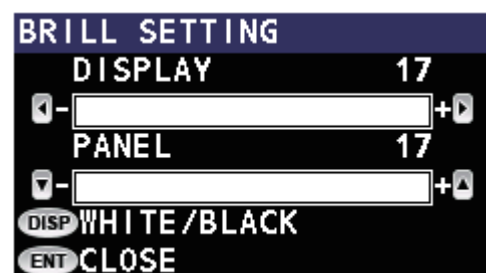 BRILL SETTING
DISPLAY 17
- +
PANEL 17
- +
DISP WHITE/BLACK
ENT CLOSE